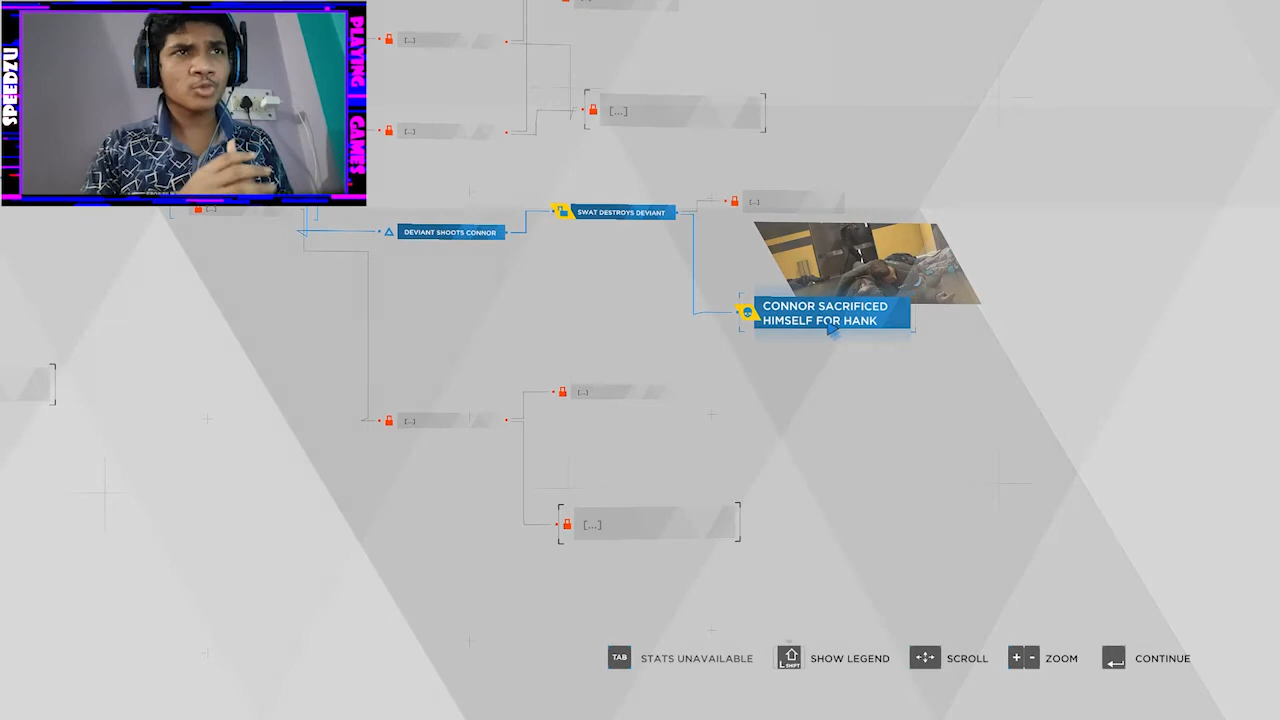 SPEEDZU
PLAYING | GAMES
[...]
[...]
[...]
[...]
[...]
SWAT DESTROYS DEVIANT
DEVIANT SHOOTS CONNOR
CONNOR SACRIFICED
HIMSELF FOR HANK
[...]
[...]
[...]
TAB STATS UNAVAILABLE
L SHIFT SHOW LEGEND
SCROLL
+ - ZOOM
CONTINUE